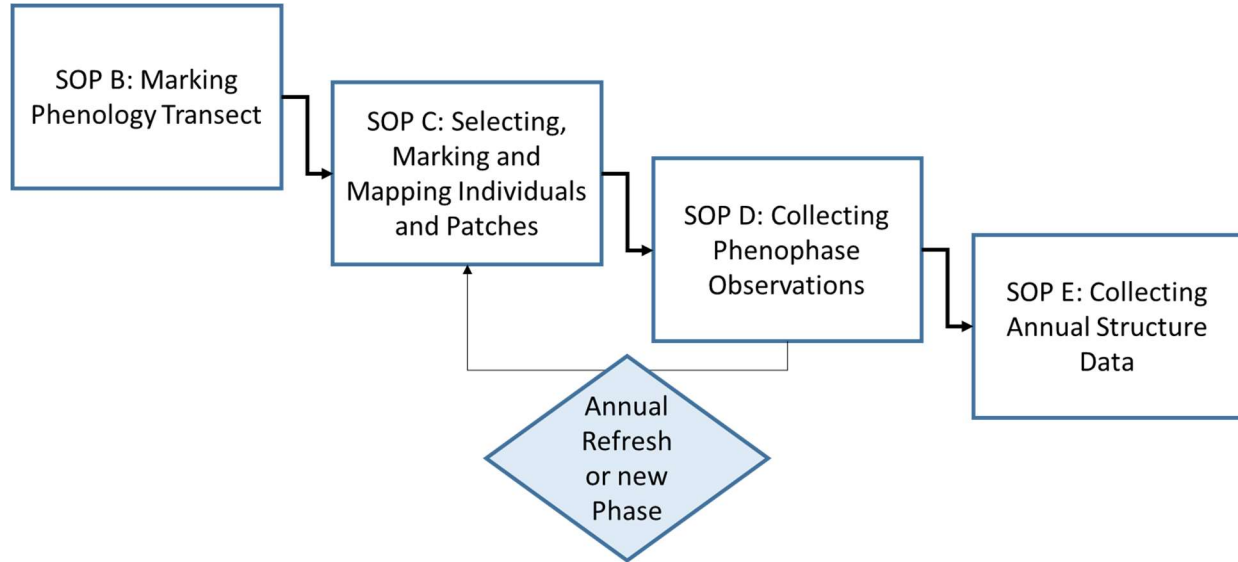 SOP B: Marking
Phenology Transect
SOP C: Selecting,
Marking and
Mapping Individuals
and Patches
SOP D: Collecting
Phenophase
Observations
SOP E: Collecting
Annual Structure
Data
Annual
Refresh
or new
Phase